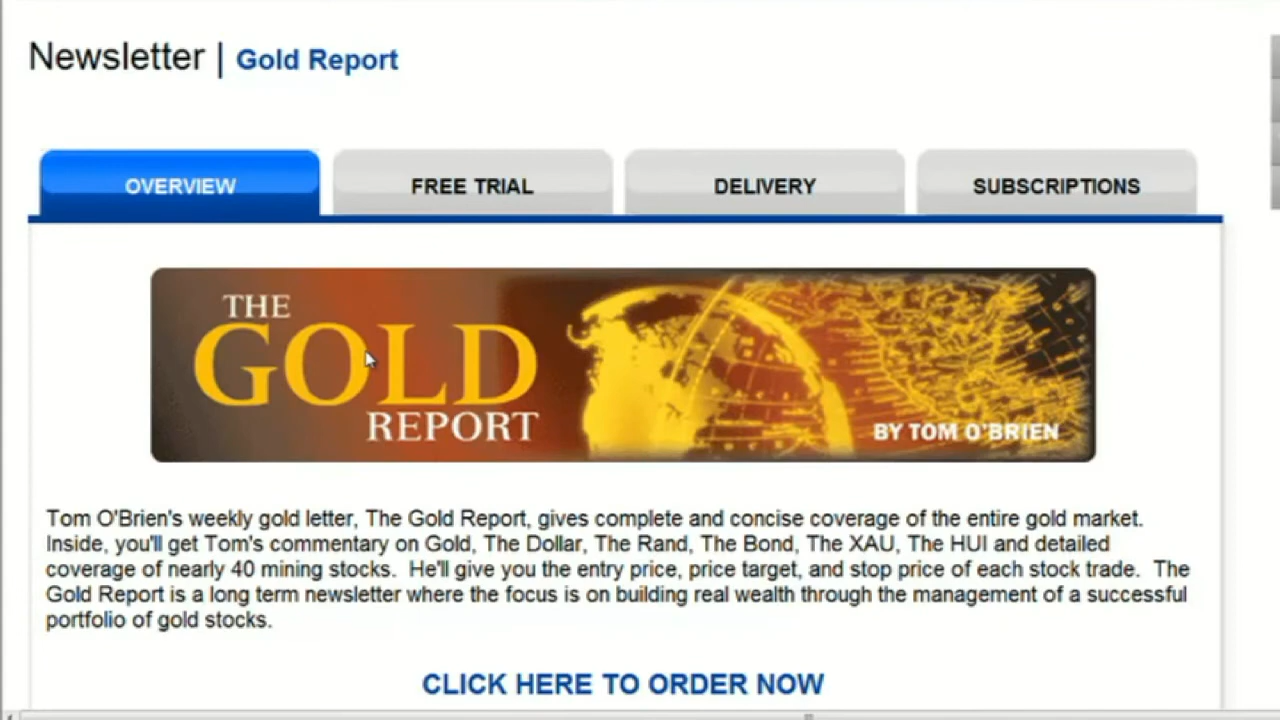 Newsletter | Gold Report
OVERVIEW
FREE TRIAL
DELIVERY
SUBSCRIPTIONS
THE
GOLD
REPORT
BY TOM O'BRIEN
Tom O'Brien's weekly gold letter, The Gold Report, gives complete and concise coverage of the entire gold market.
Inside, you'll get Tom's commentary on Gold, The Dollar, The Rand, The Bond, The XAU, The HUI and detailed
coverage of nearly 40 mining stocks.  He'll give you the entry price, price target, and stop price of each stock trade.  The
Gold Report is a long term newsletter where the focus is on building real wealth through the management of a successful
portfolio of gold stocks.
CLICK HERE TO ORDER NOW